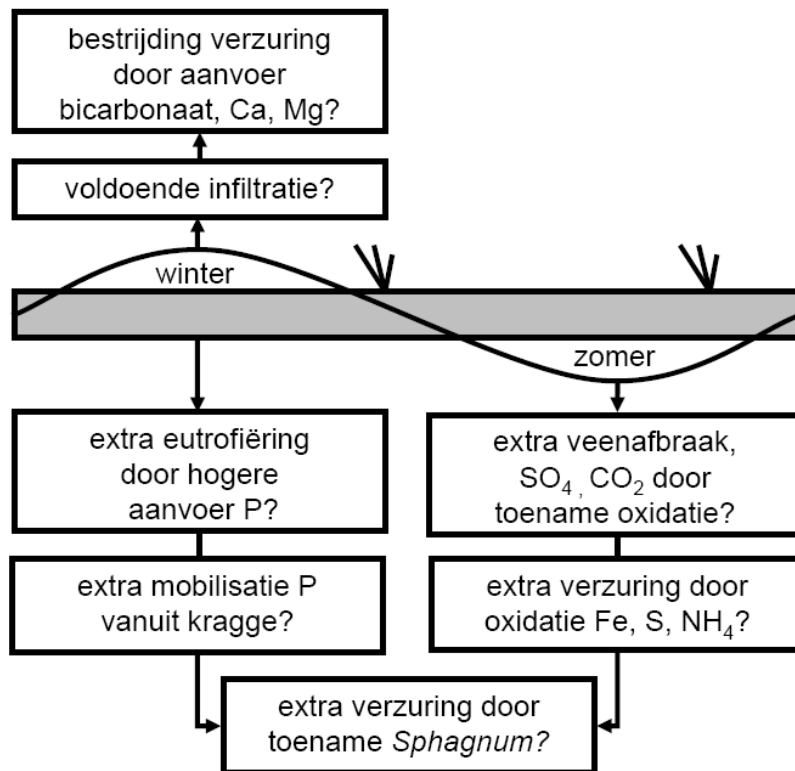 bestrijding verzuring
door aanvoer
bicarbonaat, Ca, Mg?
voldoende infiltratie?
winter
zomer
extra eutrofiëring
door hogere
aanvoer P?
extra mobilisatie P
vanuit kragge?
extra veenafbraak,
SO₄, CO₂ door
toename oxidatie?
extra verzuring door
oxidatie Fe, S, NH₄?
extra verzuring door
toename Sphagnum?